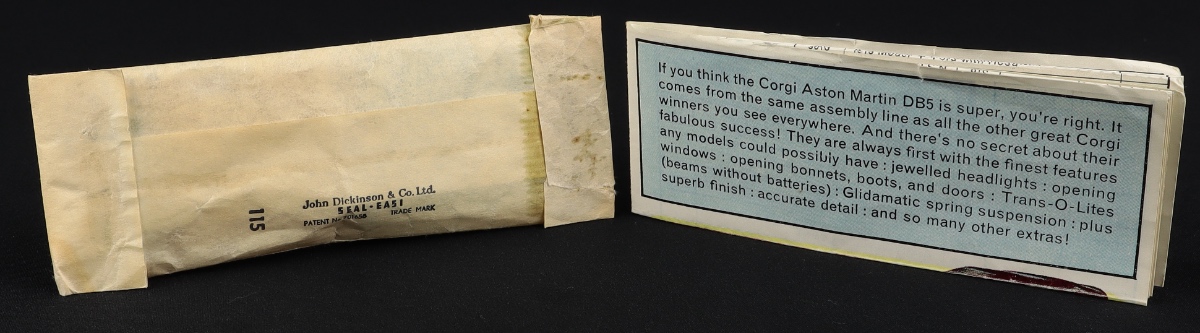 John Dickinson & Co. Ltd.
SEAL-EASI
PATENT No TRADE MARK
115
If you think the Corgi Aston Martin DB5 is super, you're right. It
comes from the same assembly line as all the other great Corgi
winners you see everywhere. And there's no secret about their
fabulous success! They are always first with the finest features
any models could possibly have : jewelled headlights : opening
windows : opening bonnets, boots, and doors : Trans-O-Lites
(beams without batteries) : Glidamatic spring suspension : plus
superb finish : accurate detail : and so many other extras!